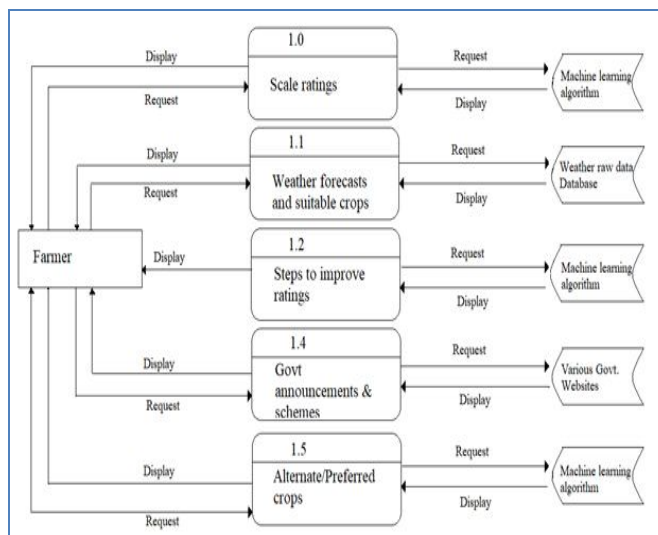 1.0
Display
Request
Scale ratings
Machine learning
algorithm
Request
Display
1.1
Display
Request
Weather raw data
Database
Weather forecasts
and suitable crops
Request
Display
1.2
Farmer
Display
Request
Steps to improve
ratings
Machine learning
algorithm
Display
1.4
Request
Display
Govt
announcements &
schemes
Various Govt.
Websites
Request
Display
1.5
Request
Display
Alternate/Preferred
crops
Machine learning
algorithm
Display
Request